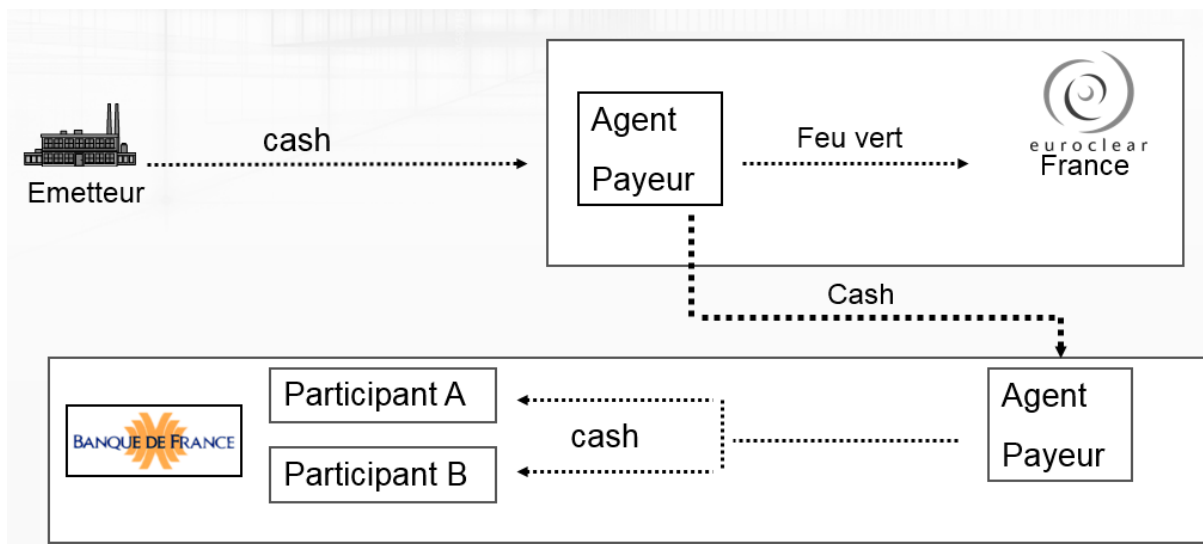 cash
Emetteur
Agent
Payeur
Feu vert
euroclear
France
Cash
BANQUE DE FRANCE
Participant A
Participant B
cash
Agent
Payeur